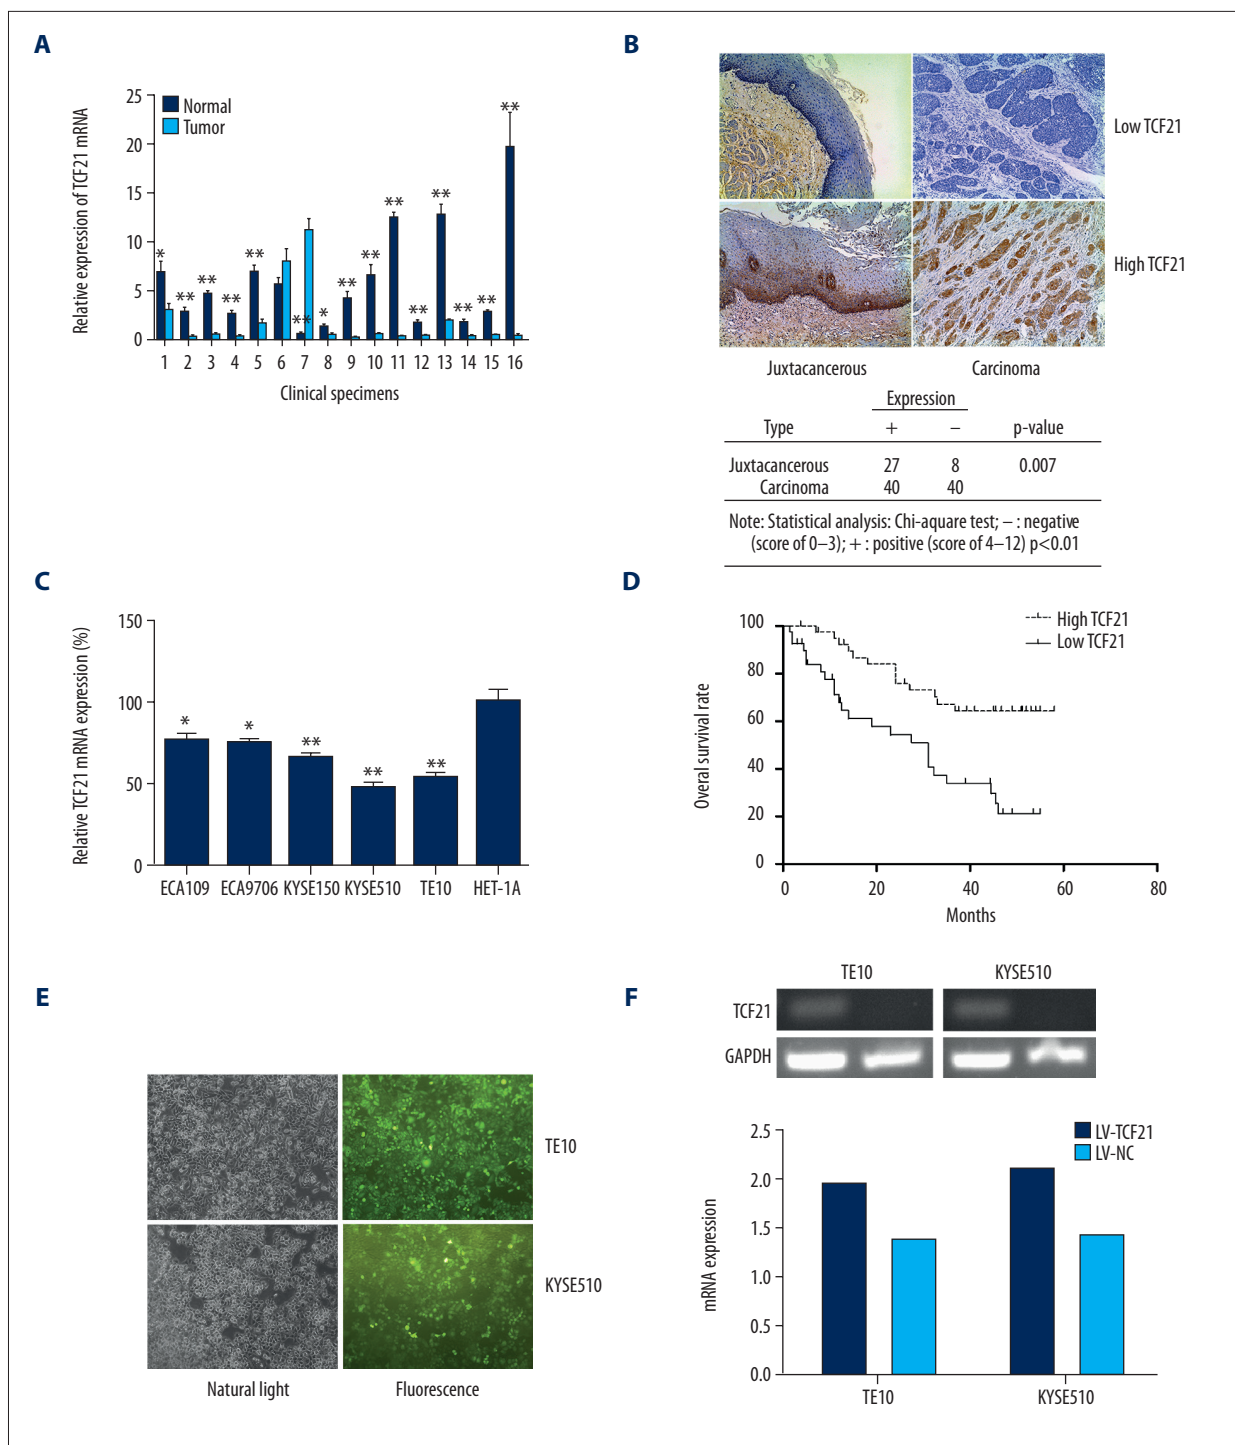 A
Relative expression of TCF21 mRNA
25
20
15
10
5
0
Normal
Tumor
* ** ** ** ** ** * ** ** ** ** ** ** ** **
1 2 3 4 5 6 7 8 9 10 11 12 13 14 15 16
Clinical specimens
B
Low TCF21
High TCF21
Juxtacancerous Carcinoma
Expression
Type + – p-value
Juxtacancerous 27 8 0.007
Carcinoma 40 40
Note: Statistical analysis: Chi-aquare test; – : negative
(score of 0–3); + : positive (score of 4–12) p<0.01
C
Relative TCF21 mRNA expression (%)
150
100
50
0
* * ** ** **
ECA109 ECA9706 KYSE150 KYSE510 TE10 HET-1A
D
Overal survival rate
100
80
60
40
20
0
High TCF21
Low TCF21
0 20 40 60 80
Months
E
TE10
KYSE510
Natural light Fluorescence
F
TE10 KYSE510
TCF21
GAPDH
mRNA expression
2.5
2.0
1.5
1.0
0.5
0.0
LV-TCF21
LV-NC
TE10 KYSE510